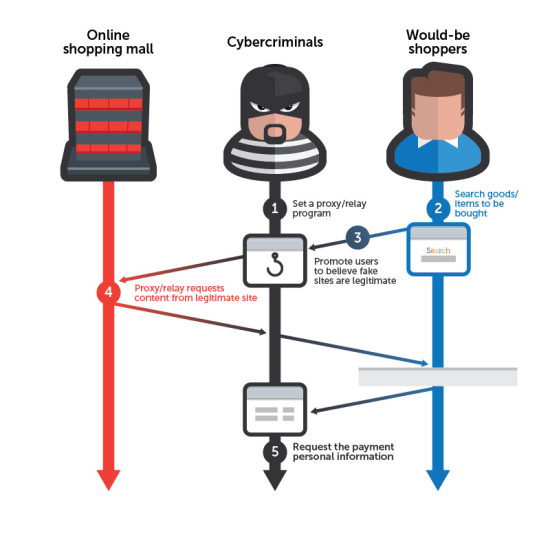 Online
shopping mall
Cybercriminals
Would-be
shoppers
1
Set a proxy/relay
program
2
Search goods/
items to be
bought
3
Promote users
to believe fake
sites are legitimate
Search
4
Proxy/relay requests
content from legitimate site
5
Request the payment
personal information